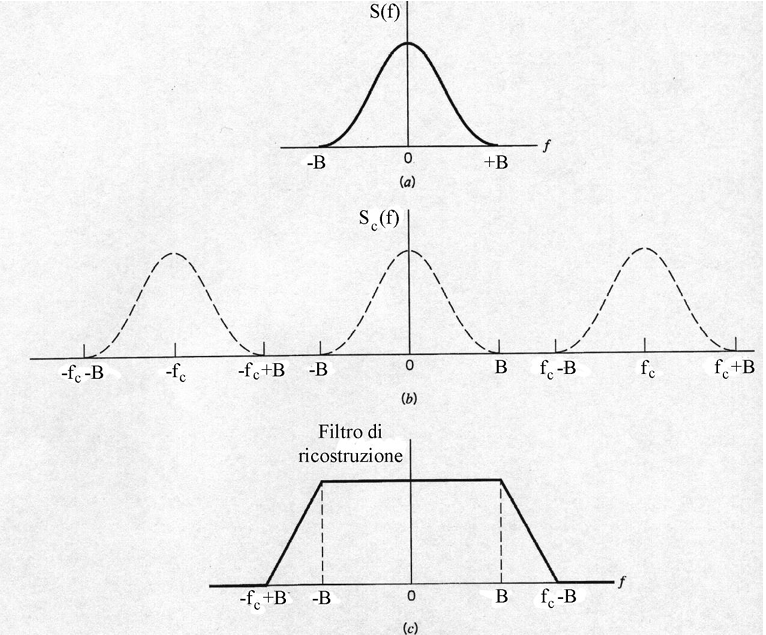 S(f)
-B 0 +B f
(a)
S_c(f)
-f_c-B -f_c -f_c+B -B 0 B f_c-B f_c f_c+B
(b)
Filtro di
ricostruzione
-f_c+B -B 0 B f_c-B f
(c)